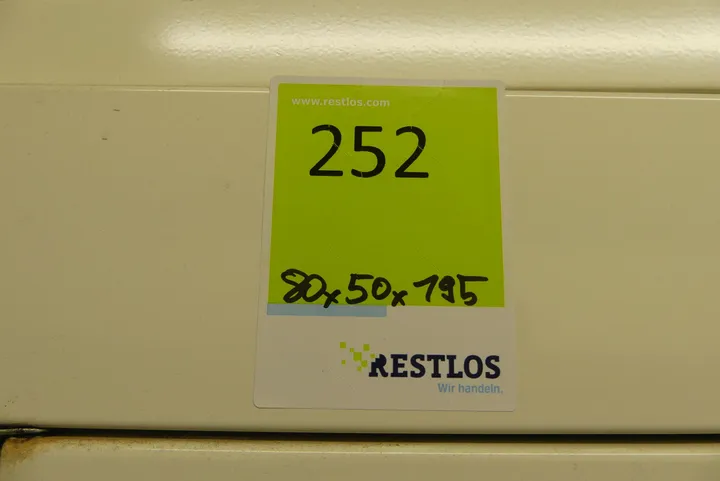 www.restlos.com
252
80x50x195
RESTLOS
Wir handeln.